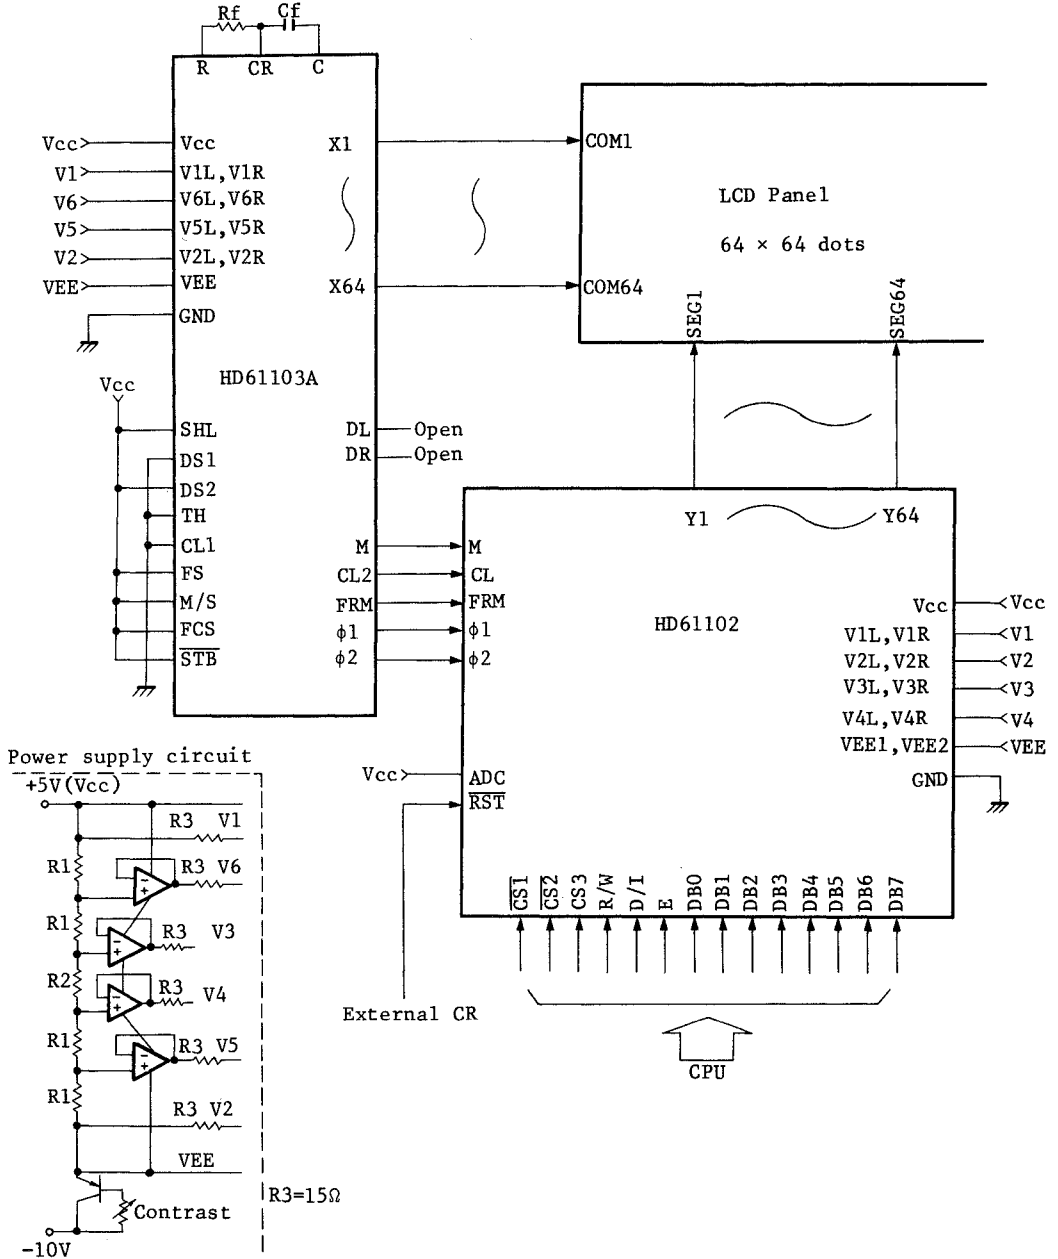 Rf Cf
R CR C
Vcc Vcc X1 COM1
V1 V1L,V1R
V6 V6L,V6R
V5 V5L,V5R
V2 V2L,V2R
VEE VEE X64 COM64
GND
LCD Panel
64 × 64 dots
SEG1 SEG64
HD61103A
Vcc
SHL DL Open
DS1 DR Open
DS2
TH
CL1 M M
FS CL2 CL
M/S FRM FRM
FCS φ1 φ1
STB φ2 φ2
Y1 Y64
HD61102
Vcc Vcc
V1L,V1R V1
V2L,V2R V2
V3L,V3R V3
V4L,V4R V4
VEE1,VEE2 VEE
GND
Vcc ADC
RST
CS1 CS2 CS3 R/W D/I E DB0 DB1 DB2 DB3 DB4 DB5 DB6 DB7
External CR
CPU
Power supply circuit
+5V(Vcc)
R3 V1
R1 - + R3 V6
R1 - + R3 V3
R2 - + R3 V4
R1 - + R3 V5
R1
R3 V2
VEE
Contrast
R3=15Ω
-10V